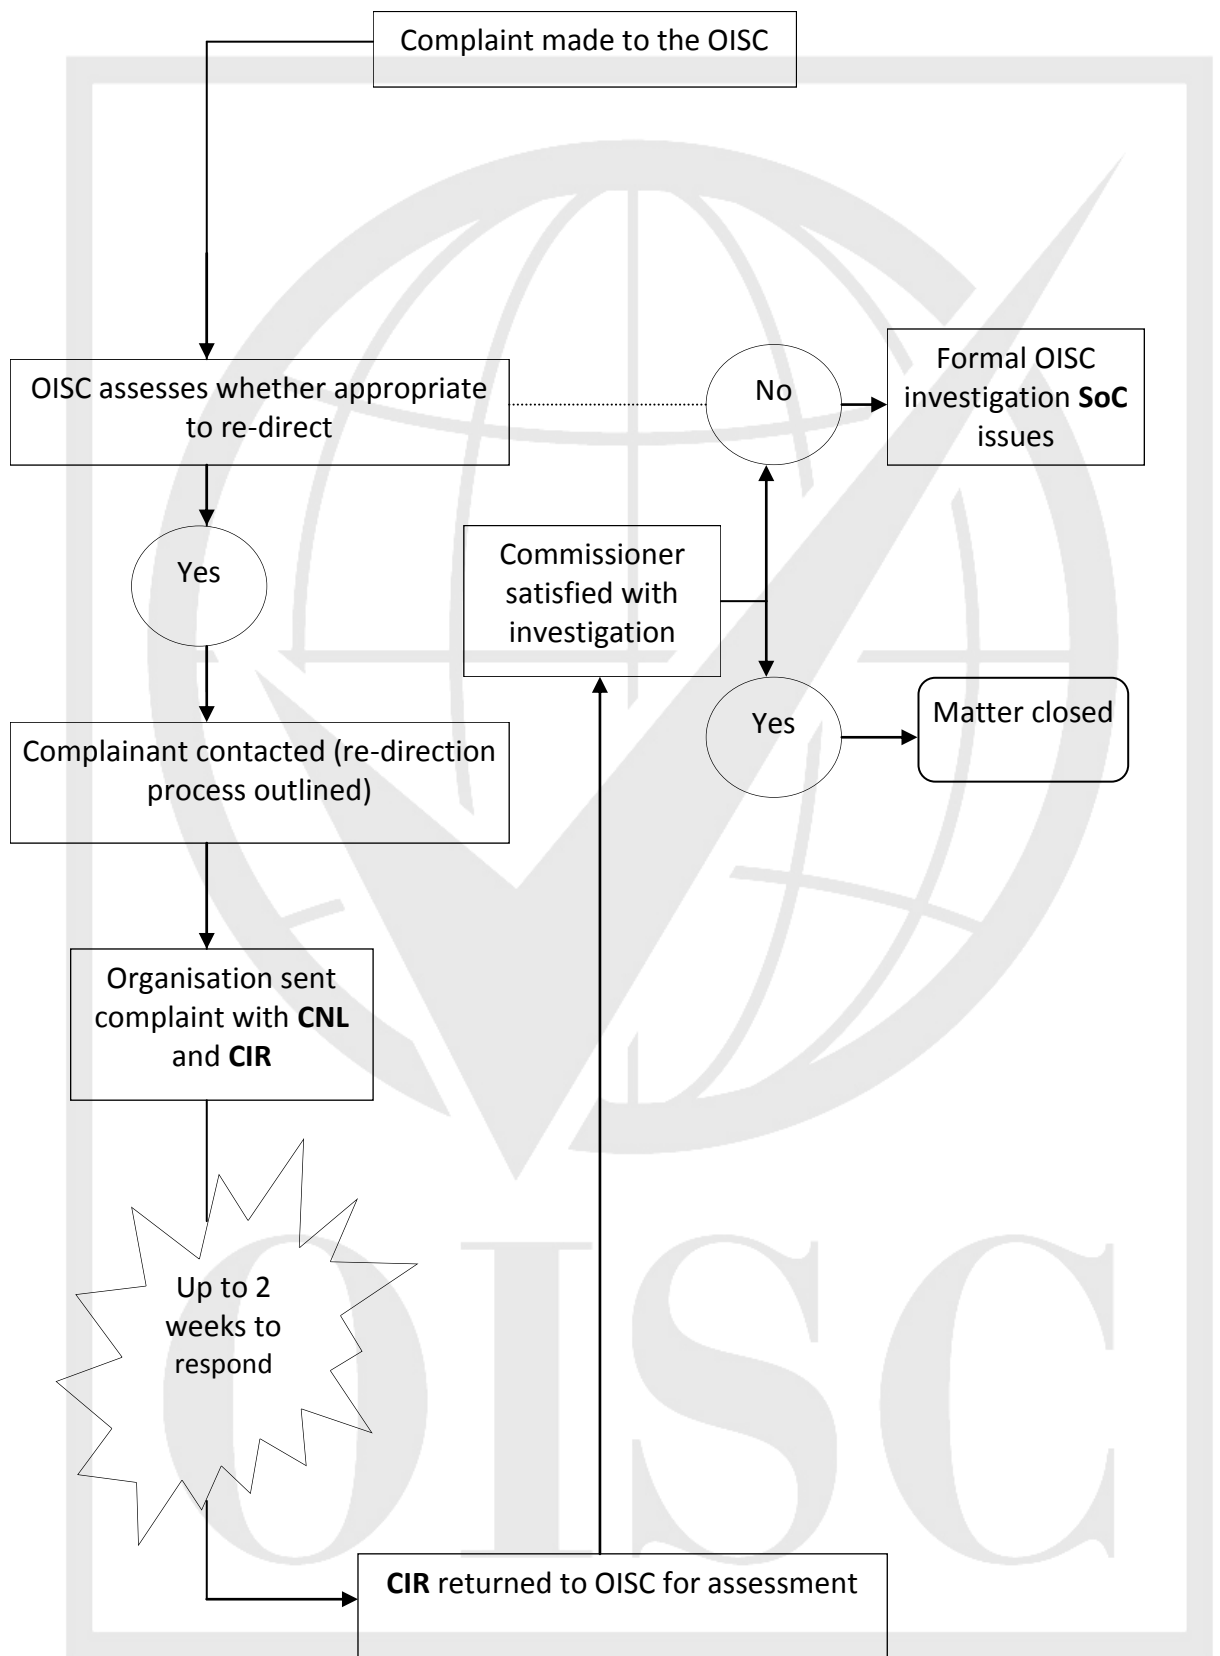 Complaint made to the OISC
OISC assesses whether appropriate
to re-direct
No
Formal OISC
investigation SoC
issues
Yes
Commissioner
satisfied with
investigation
Complainant contacted (re-direction
process outlined)
Yes
Matter closed
Organisation sent
complaint with CNL
and CIR
Up to 2
weeks to
respond
CIR returned to OISC for assessment
OISC